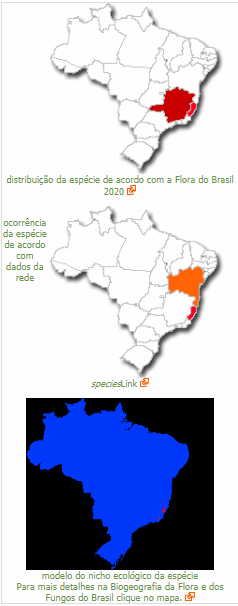 distribuição da espécie de acordo com a Flora do Brasil
2020
ocorrência
da espécie
de acordo
com
dados da
rede
speciesLink
modelo do nicho ecológico da espécie
Para mais detalhes na Biogeografia da Flora e dos
Fungos do Brasil clique no mapa.